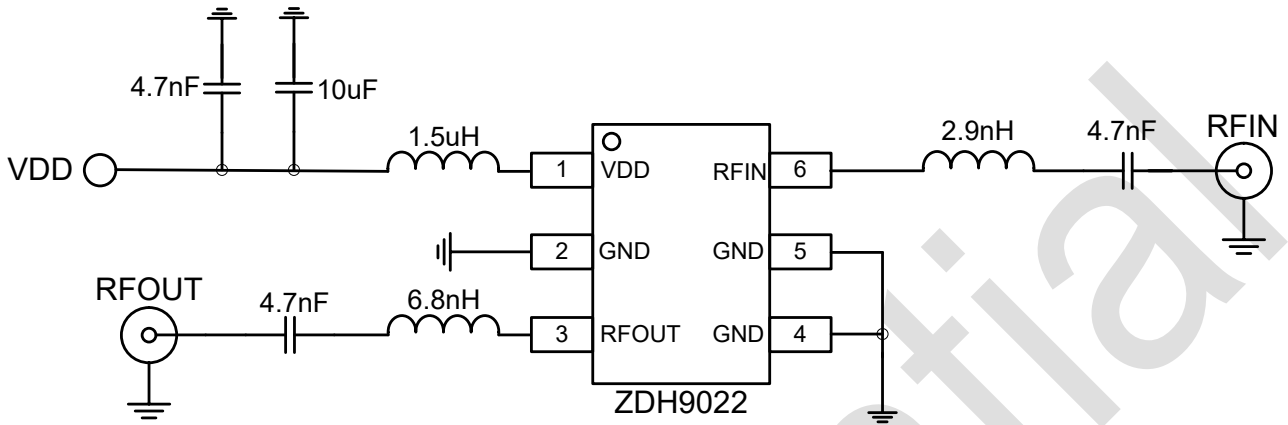 4.7nF
10uF
VDD
1.5uH
1
VDD
RFIN
6
2.9nH
4.7nF
RFIN
2
GND
GND
5
RFOUT
4.7nF
6.8nH
3
RFOUT
GND
4
ZDH9022
ntial